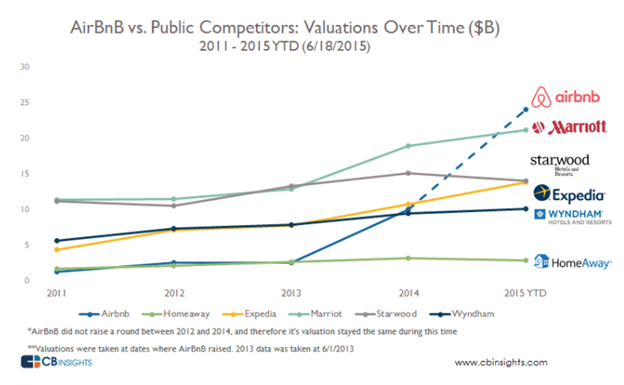 AirBnB vs. Public Competitors: Valuations Over Time ($B)
2011 - 2015 YTD (6/18/2015)
30
25
20
15
10
5
0
2011
2012
2013
2014
2015 YTD
airbnb
Marriott
starwood
Hotels and
Resorts
Expedia
WYNDHAM
HOTELS AND RESORTS
HomeAway
Airbnb Homeaway Expedia Marriot Starwood Wyndham
*AirBnB did not raise a round between 2012 and 2014, and therefore it's valuation stayed the same during this time
**Valuations were taken at dates where AirBnB raised. 2013 data was taken at 6/1/2013
CBINSIGHTS
www.cbinsights.com